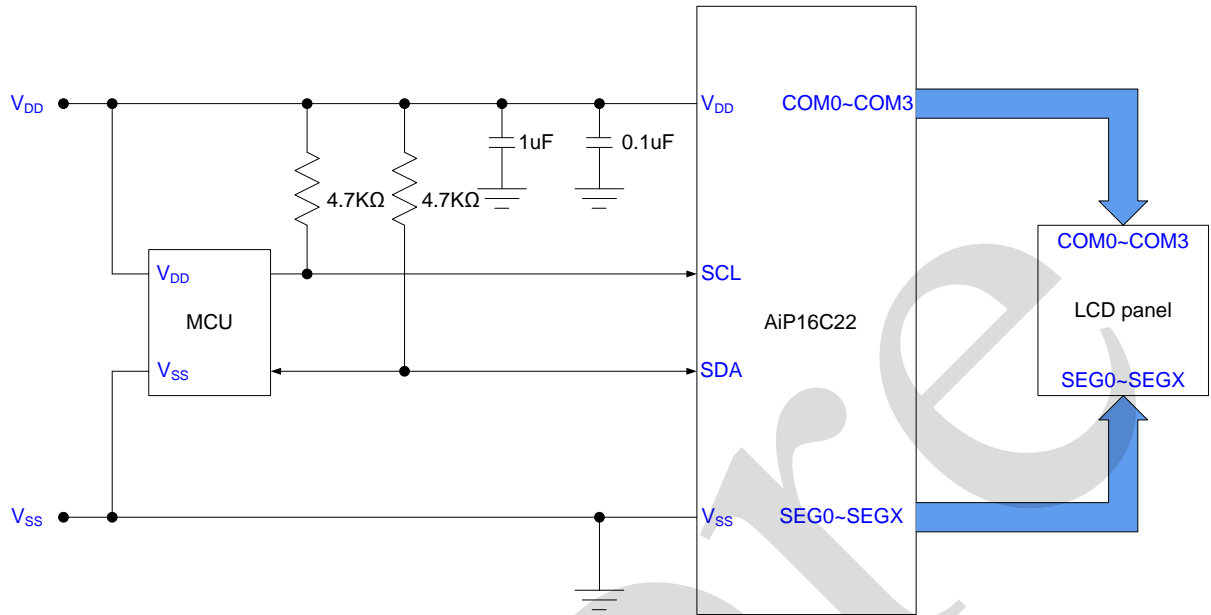 VDD
VDD
COM0~COM3
1uF
0.1uF
4.7KΩ
4.7KΩ
COM0~COM3
VDD
SCL
MCU
AiP16C22
LCD panel
VSS
SDA
SEG0~SEGX
VSS
VSS
SEG0~SEGX
re